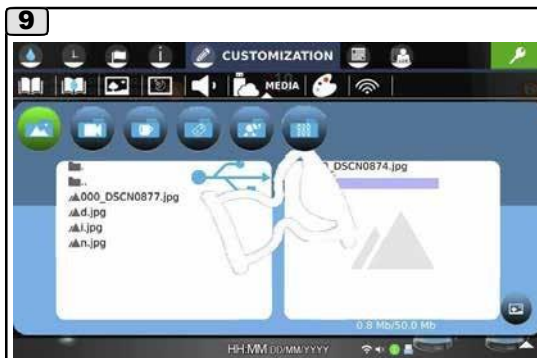 9
CUSTOMIZATION
MEDIA
.
..
000_DSCN0877.jpg
d.jpg
i.jpg
n.jpg
_DSCN0874.jpg
0.8 Mb/50.0 Mb
HH:MM DD/MM/YYYY